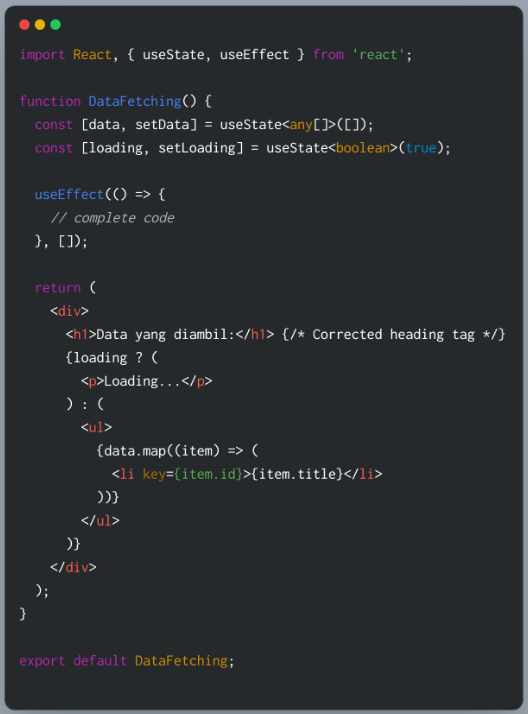 import React, { useState, useEffect } from 'react';
function DataFetching() {
  const [data, setData] = useState<any[]>([]);
  const [loading, setLoading] = useState<boolean>(true);
  useEffect(() => {
    // complete code
  }, []);
  return (
    <div>
      <h1>Data yang diambil:</h1> {/* Corrected heading tag */}
      {loading ? (
        <p>Loading...</p>
      ) : (
        <ul>
          {data.map((item) => (
            <li key={item.id}>{item.title}</li>
          ))}
        </ul>
      )}
    </div>
  );
}
export default DataFetching;